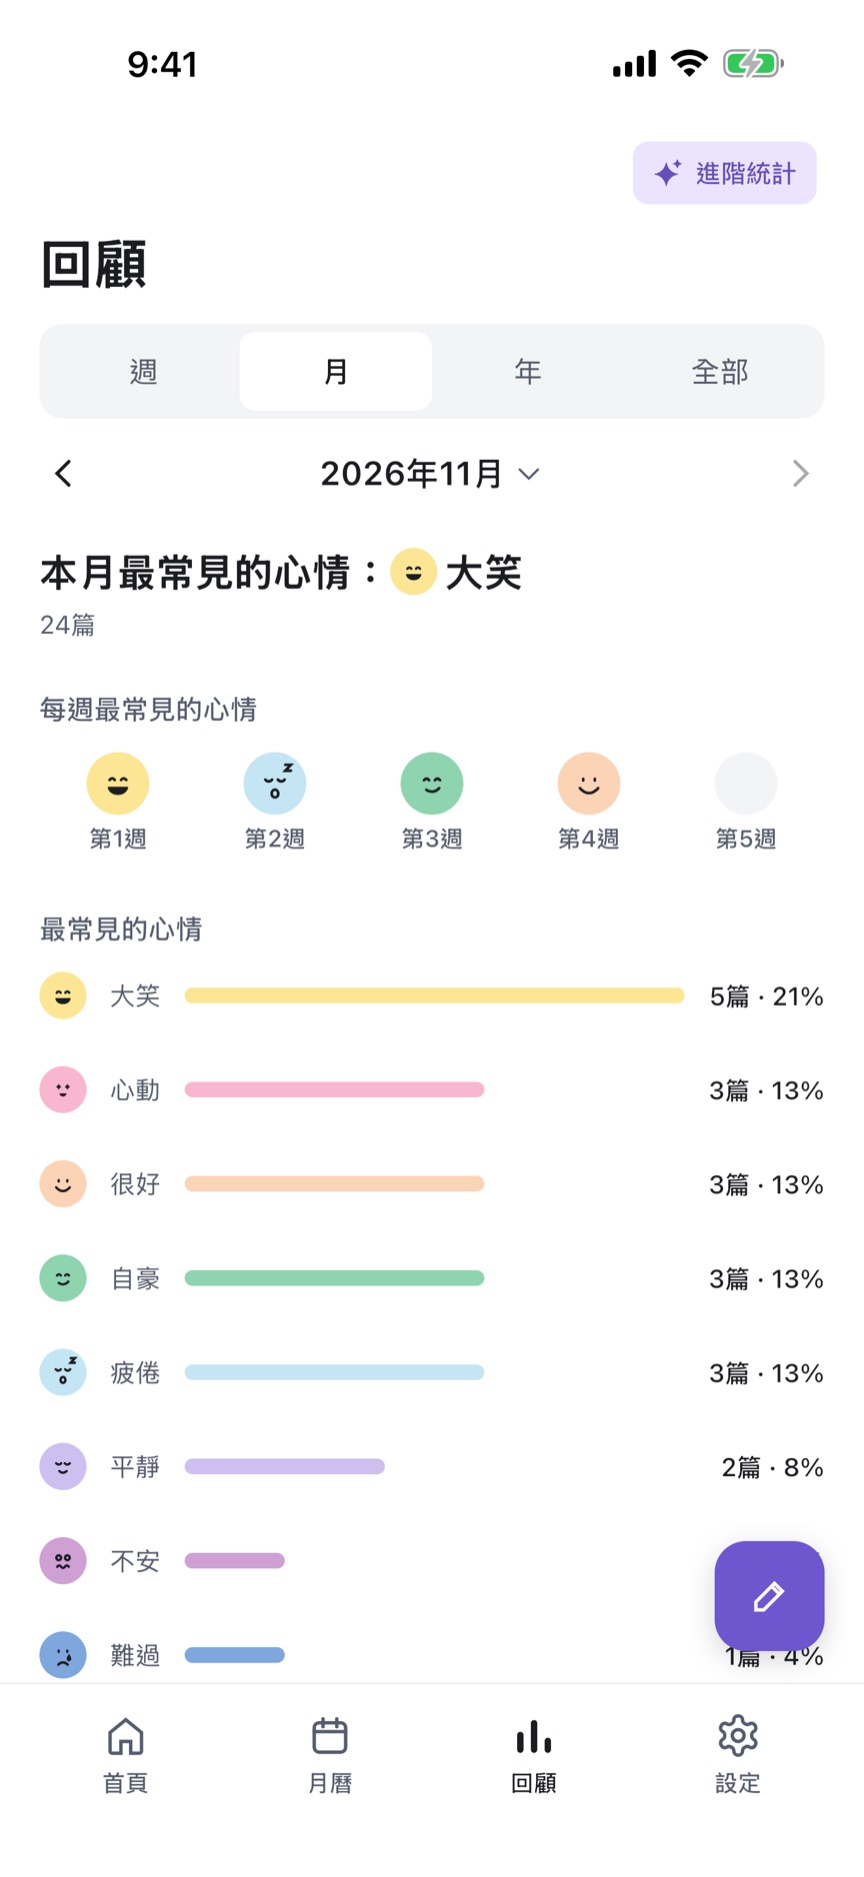 9:41
進階統計
回顧
週 月 年 全部
2026年11月
本月最常見的心情：大笑
24篇
每週最常見的心情
第1週 第2週 第3週 第4週 第5週
最常見的心情
大笑 5篇 · 21%
心動 3篇 · 13%
很好 3篇 · 13%
自豪 3篇 · 13%
疲倦 3篇 · 13%
平靜 2篇 · 8%
不安
難過 1篇 · 4%
首頁 月曆 回顧 設定